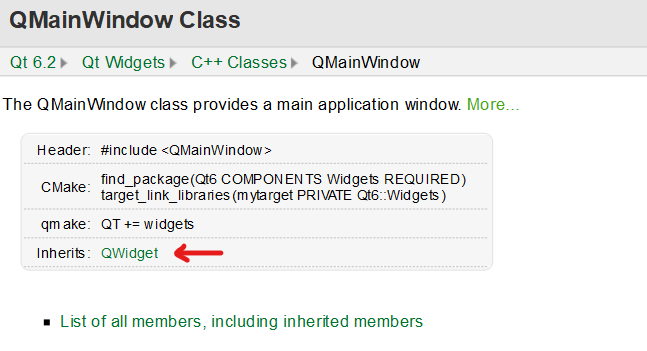 QMainWindow Class
Qt 6.2 Qt Widgets C++ Classes QMainWindow
The QMainWindow class provides a main application window. More...
Header: #include <QMainWindow>
CMake: find_package(Qt6 COMPONENTS Widgets REQUIRED)
target_link_libraries(mytarget PRIVATE Qt6::Widgets)
qmake: QT += widgets
Inherits: QWidget
List of all members, including inherited members